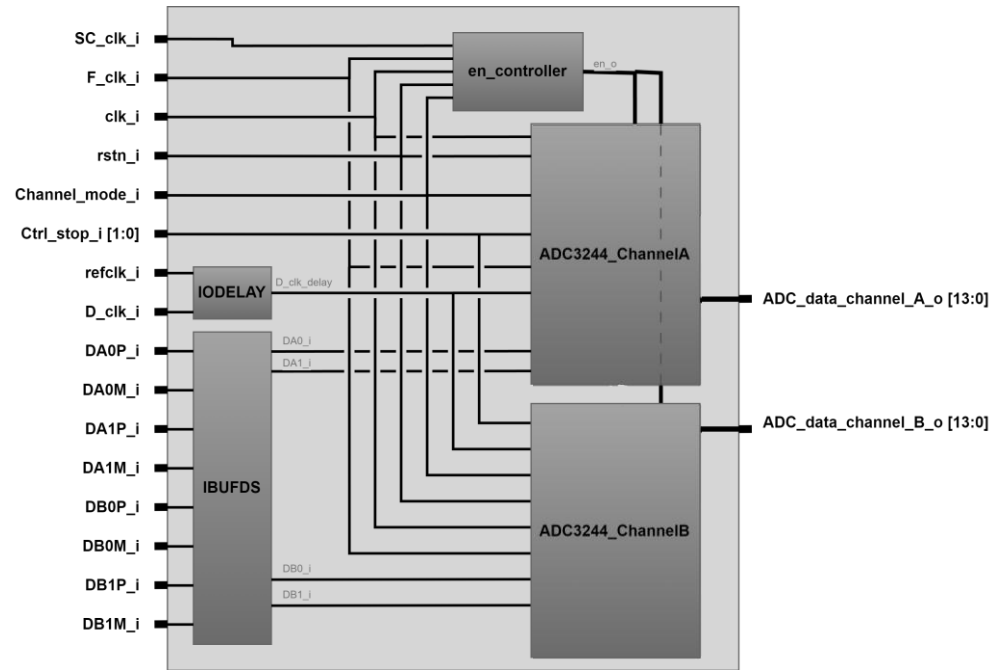 SC_clk_i
F_clk_i
clk_i
rstn_i
Channel_mode_i
Ctrl_stop_i [1:0]
refclk_i
D_clk_i
DA0P_i
DA0M_i
DA1P_i
DA1M_i
DB0P_i
DB0M_i
DB1P_i
DB1M_i
en_controller
en_o
IODELAY
D_clk_delay
IBUFDS
DA0_i
DA1_i
DB0_i
DB1_i
ADC3244_ChannelA
ADC3244_ChannelB
ADC_data_channel_A_o [13:0]
ADC_data_channel_B_o [13:0]